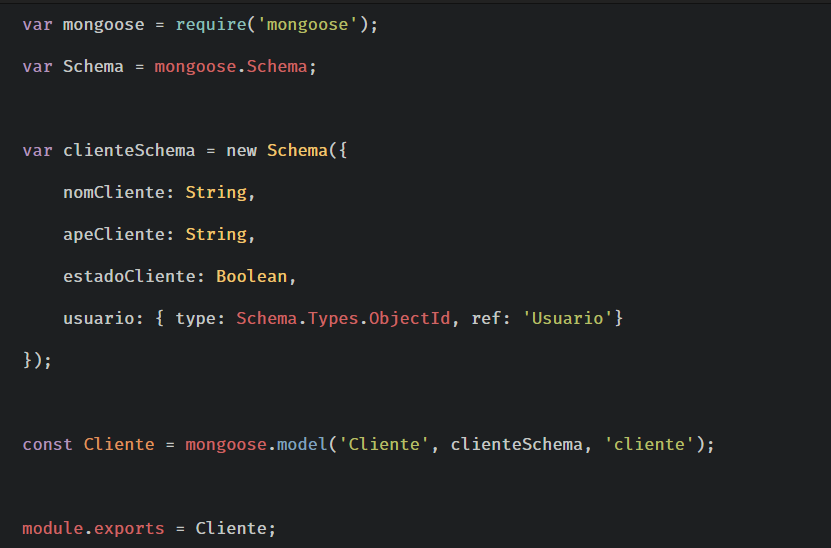 var mongoose = require('mongoose');
var Schema = mongoose.Schema;
var clienteSchema = new Schema({
    nomCliente: String,
    apeCliente: String,
    estadoCliente: Boolean,
    usuario: { type: Schema.Types.ObjectId, ref: 'Usuario'}
});
const Cliente = mongoose.model('Cliente', clienteSchema, 'cliente');
module.exports = Cliente;